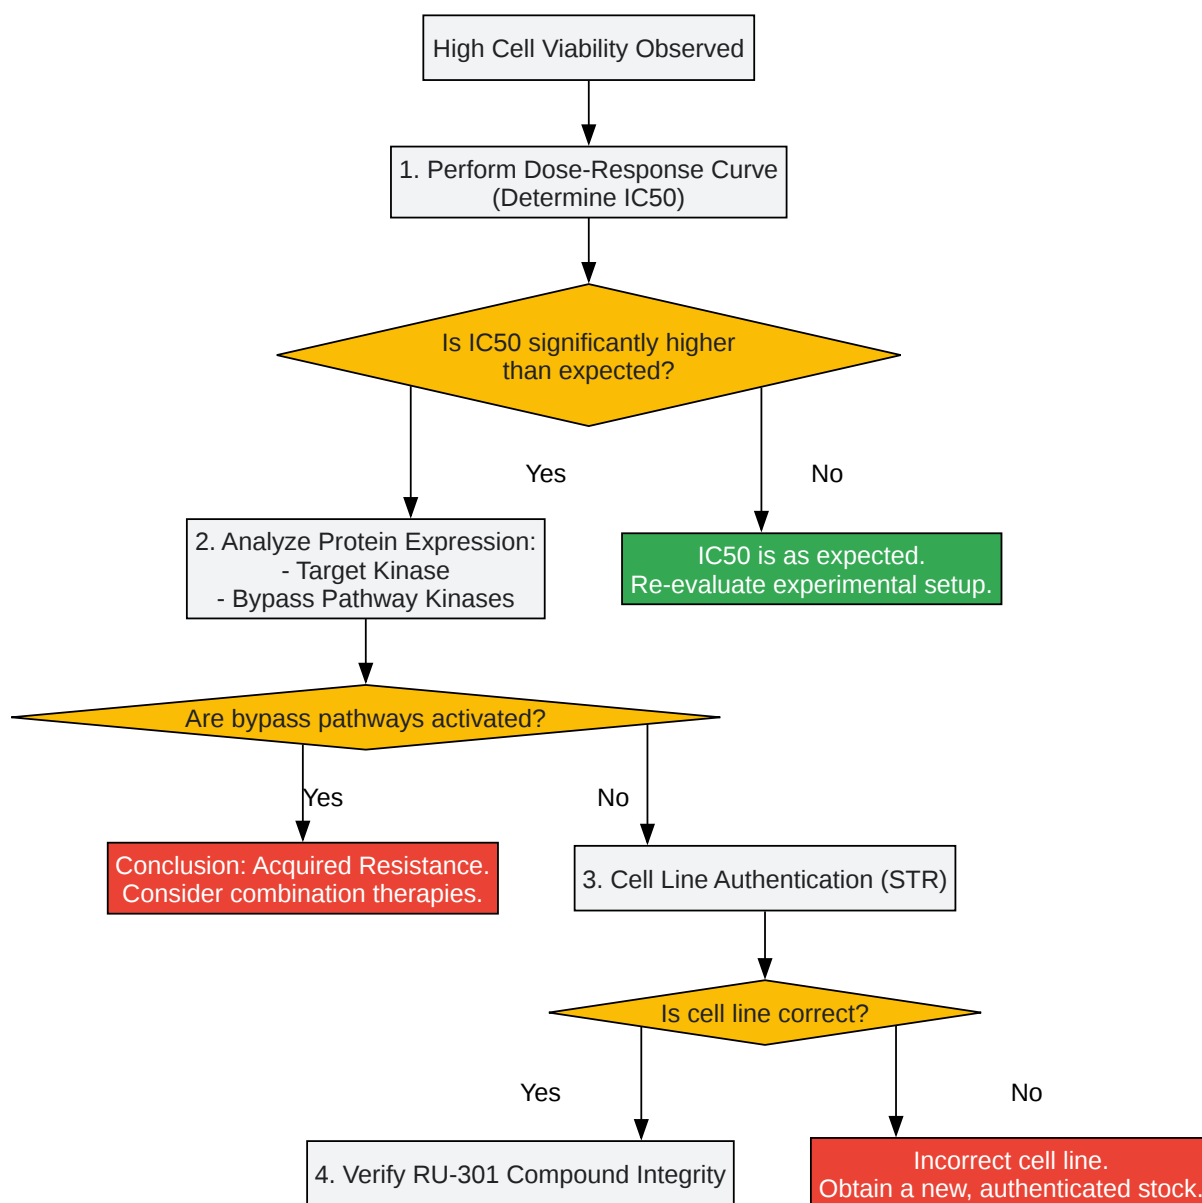 High Cell Viability Observed
1. Perform Dose-Response Curve
(Determine IC50)
Is IC50 significantly higher
than expected?
Yes
No
2. Analyze Protein Expression:
- Target Kinase
- Bypass Pathway Kinases
IC50 is as expected.
Re-evaluate experimental setup.
Are bypass pathways activated?
Yes
No
Conclusion: Acquired Resistance.
Consider combination therapies.
3. Cell Line Authentication (STR)
Is cell line correct?
Yes
No
4. Verify RU-301 Compound Integrity
Incorrect cell line.
Obtain a new, authenticated stock.